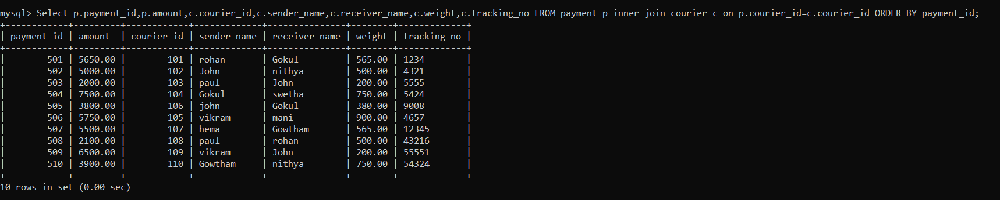 mysql> Select p.payment_id,p.amount,c.courier_id,c.sender_name,c.receiver_name,c.weight,c.tracking_no FROM payment p inner join courier c on p.courier_id=c.courier_id ORDER BY payment_id;
+------------+---------+------------+-------------+---------------+--------+-------------+
| payment_id | amount  | courier_id | sender_name | receiver_name | weight | tracking_no |
+------------+---------+------------+-------------+---------------+--------+-------------+
|        501 | 5650.00 |        101 | rohan       | Gokul         | 565.00 | 1234        |
|        502 | 5000.00 |        102 | John        | nithya        | 500.00 | 4321        |
|        503 | 2000.00 |        103 | paul        | John          | 200.00 | 5555        |
|        504 | 7500.00 |        104 | Gokul       | swetha        | 750.00 | 5424        |
|        505 | 3800.00 |        106 | john        | Gokul         | 380.00 | 9008        |
|        506 | 5750.00 |        105 | vikram      | mani          | 900.00 | 4657        |
|        507 | 5500.00 |        107 | hema        | Gowtham       | 565.00 | 12345       |
|        508 | 2100.00 |        108 | paul        | rohan         | 500.00 | 43216       |
|        509 | 6500.00 |        109 | vikram      | John          | 200.00 | 55551       |
|        510 | 3900.00 |        110 | Gowtham     | nithya        | 750.00 | 54324       |
+------------+---------+------------+-------------+---------------+--------+-------------+
10 rows in set (0.00 sec)